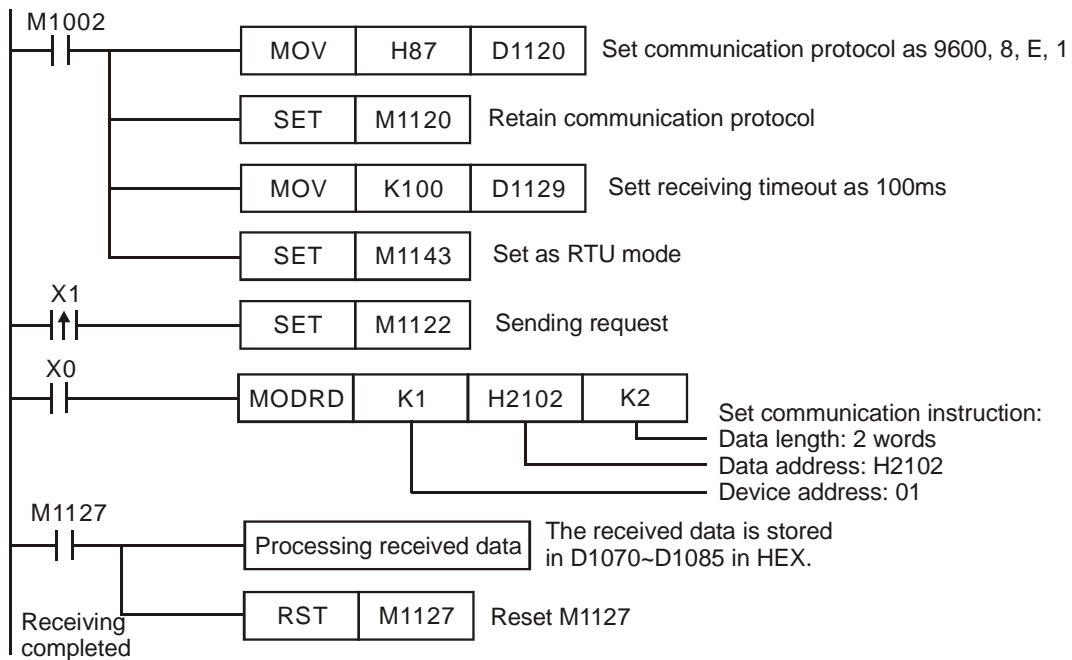 M1002
MOV H87 D1120 Set communication protocol as 9600, 8, E, 1
SET M1120 Retain communication protocol
MOV K100 D1129 Sett receiving timeout as 100ms
SET M1143 Set as RTU mode
X1
SET M1122 Sending request
X0
MODRD K1 H2102 K2
Set communication instruction:
Data length: 2 words
Data address: H2102
Device address: 01
M1127
Processing received data
The received data is stored
in D1070~D1085 in HEX.
RST M1127 Reset M1127
Receiving
completed